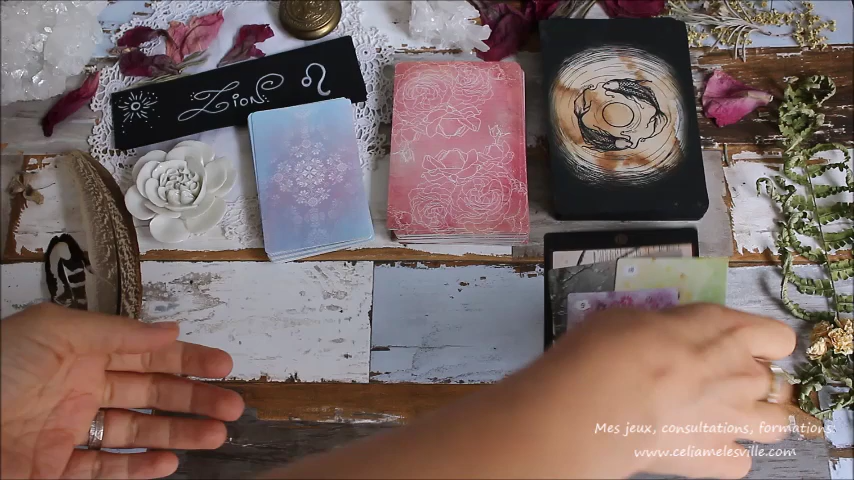 Lion ♌
Mes jeux, consultations, formations:
www.celiamelesville.com